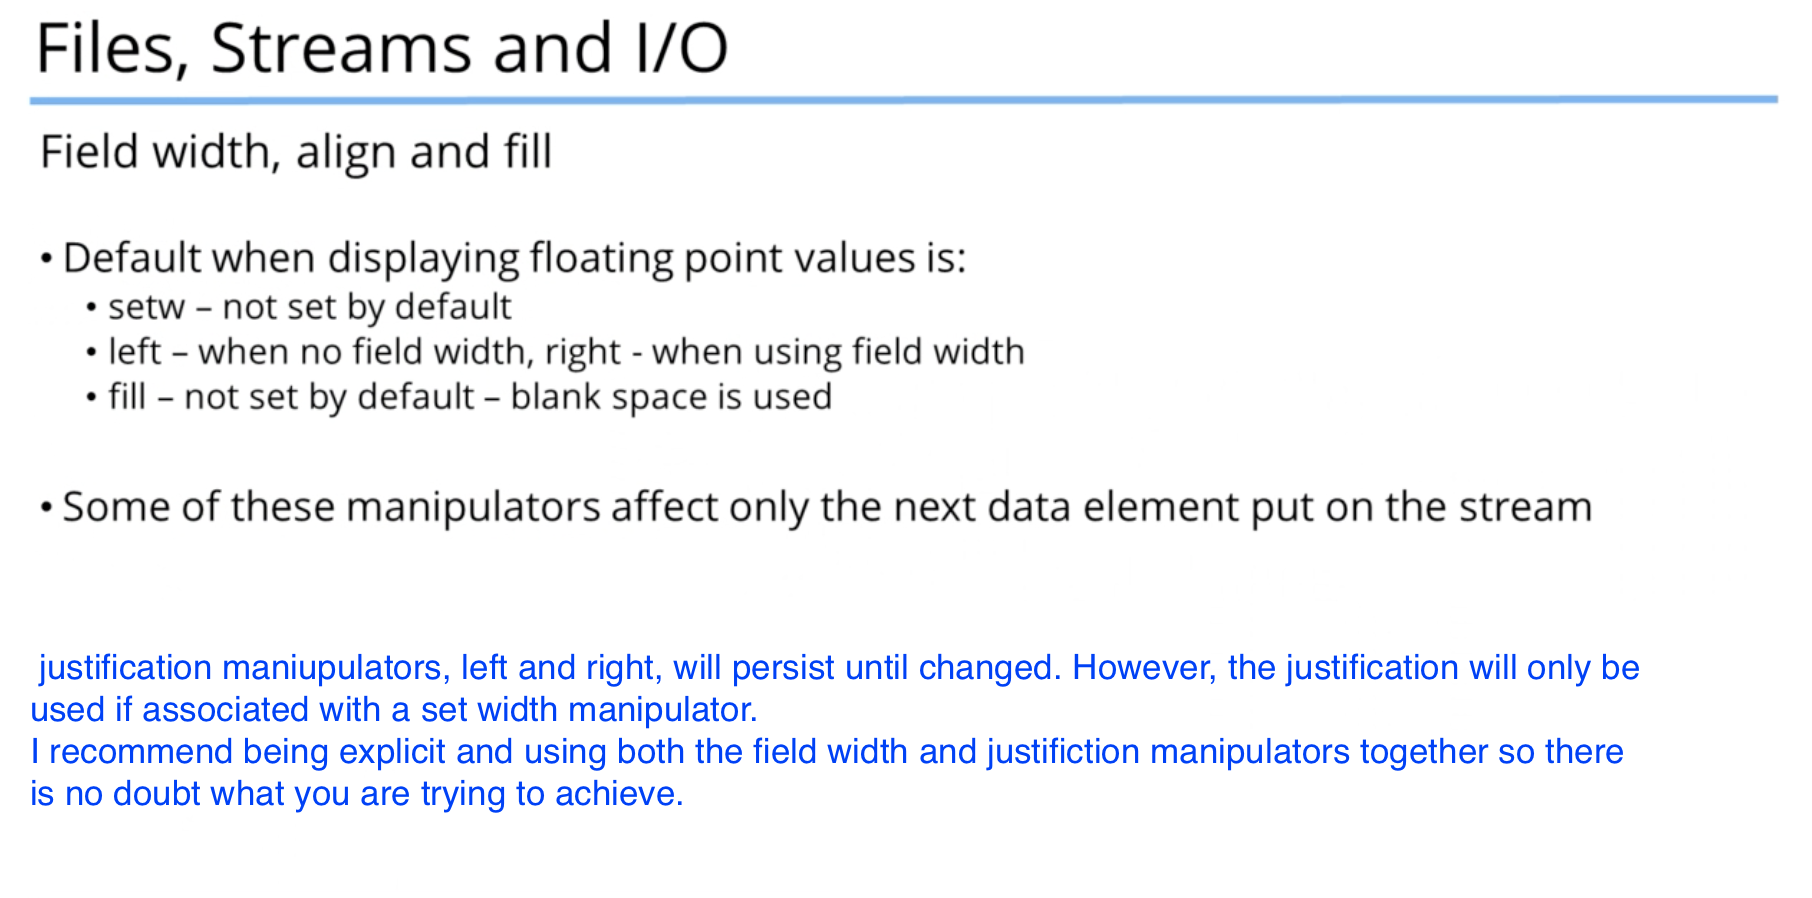 Files, Streams and I/O
Field width, align and fill
• Default when displaying floating point values is:
• setw – not set by default
• left – when no field width, right - when using field width
• fill – not set by default – blank space is used
• Some of these manipulators affect only the next data element put on the stream
justification maniupulators, left and right, will persist until changed. However, the justification will only be
used if associated with a set width manipulator.
I recommend being explicit and using both the field width and justifiction manipulators together so there
is no doubt what you are trying to achieve.